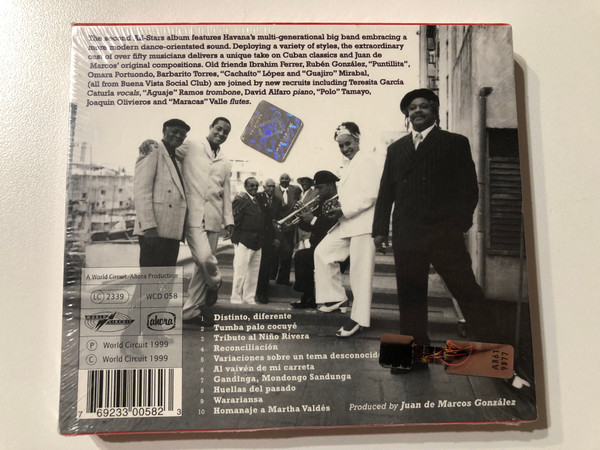 The second All-Stars album features Havana's multi-generational big band embracing a
more modern dance-orientated sound. Deploying a variety of styles, the extraordinary
cast of over fifty musicians delivers a unique take on Cuban classics and Juan de
Marcos' original compositions. Old friends Ibrahim Ferrer, Rubén González, "Puntillita",
Omara Portuondo, Barbarito Torres, "Cachaíto" López and "Guajiro" Mirabal,
(all from Buena Vista Social Club) are joined by new recruits including Teresita García
Caturla vocals, "Aguaje" Ramos trombone, David Alfaro piano, "Polo" Tamayo,
Joaquin Olivieros and "Maracas" Valle flutes.
A World Circuit/Ahora Production
LC 2339 WCD 058
WORLD CIRCUIT ahora
Ⓟ World Circuit 1999
© World Circuit 1999
1 Distinto, diferente
2 Tumba palo cocuyé
3 Tributo al Niño Rivera
4 Reconciliación
5 Variaciones sobre un tema desconocid
6 Al vaivén de mi carreta
7 Gandinga, Mondongo Sandunga
8 Huellas del pasado
9 Warariansa
10 Homenaje a Martha Valdés
Produced by Juan de Marcos González
7 69233 00582 3